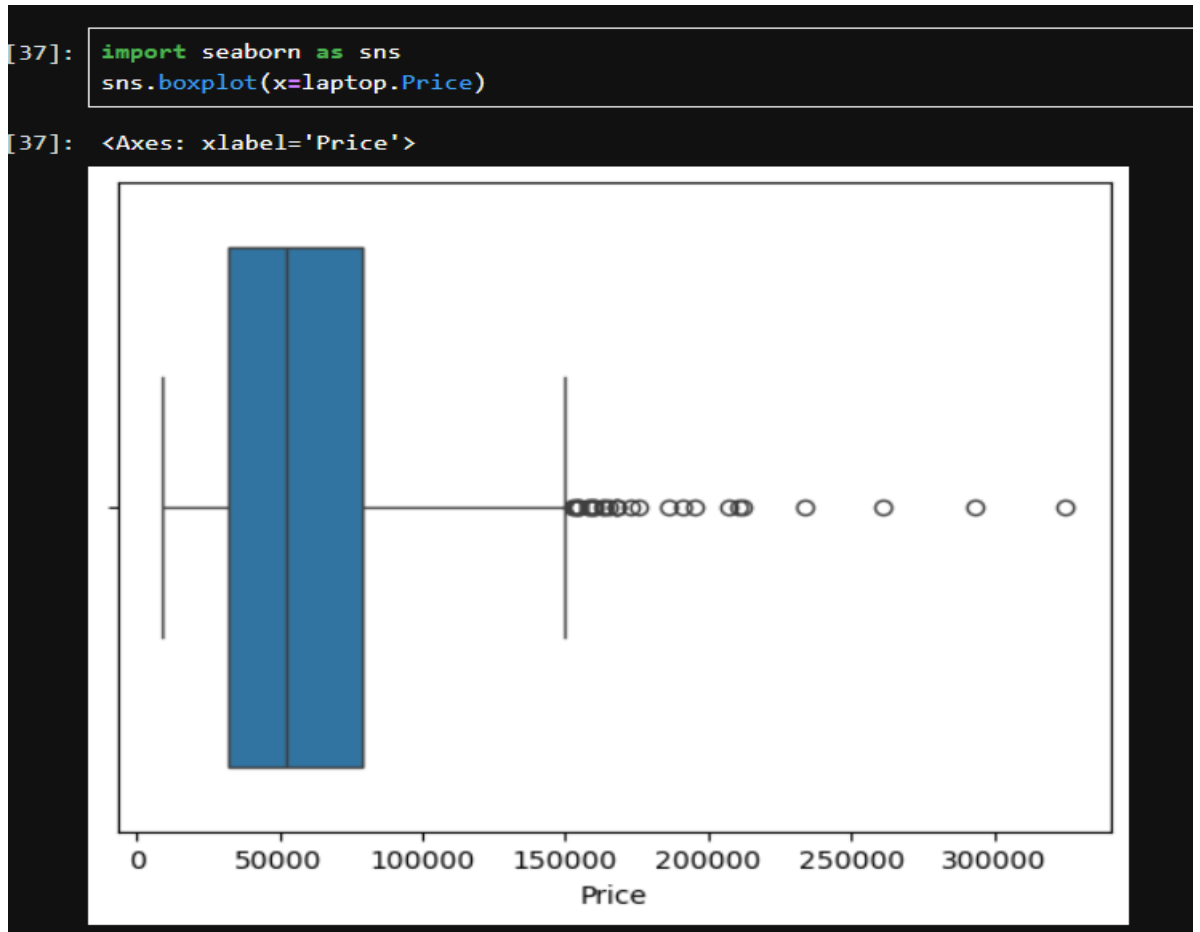 [37]: import seaborn as sns
sns.boxplot(x=laptop.Price)
[37]: <Axes: xlabel='Price'>
0 50000 100000 150000 200000 250000 300000
Price